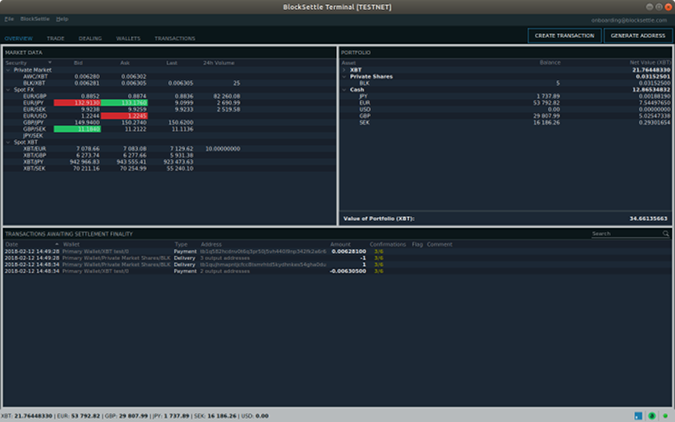 BlockSettle Terminal [TESTNET]
File BlockSettle Help onboarding@blocksettle.com
OVERVIEW TRADE DEALING WALLETS TRANSACTIONS CREATE TRANSACTION GENERATE ADDRESS
MARKET DATA
Security Bid Ask Last 24h Volume
Private Market
AWC/XBT 0.006280 0.006302
BLK/XBT 0.006281 0.006305 0.006305 25
Spot FX
EUR/GBP 0.8852 0.8874 0.8836 82 260.08
EUR/JPY 132.9130 133.1760 9.0999 2 690.99
EUR/SEK 9.9238 9.9259 9.9233 2 519.58
EUR/USD 1.2244 1.2245
GBP/JPY 149.9400 150.2740 150.6200
GBP/SEK 11.1840 11.2122 11.1136
JPY/SEK
Spot XBT
XBT/EUR 7 078.66 7 083.08 7 129.62 10.00000000
XBT/GBP 6 273.74 6 277.66 5 931.38
XBT/JPY 942 966.83 943 555.41 923 473.63
XBT/SEK 70 211.16 70 254.99 55 240.10
PORTFOLIO
Asset Balance Net Value (XBT)
XBT 21.76448330
Private Shares 0.03152501
BLK 5 0.03152500
Cash 12.86534832
JPY 1 737.89 0.00188190
EUR 53 792.82 7.54497650
USD 0.00 0.00000000
GBP 29 807.99 5.02547338
SEK 16 186.26 0.29301654
Value of Portfolio (XBT): 34.66135663
TRANSACTIONS AWAITING SETTLEMENT FINALITY Search
Date Wallet Type Address Amount Confirmations Flag Comment
2018-02-12 14:49:28 Primary Wallet/XBT test/0 Payment 0.00628100 3/6
2018-02-12 14:49:28 Primary Wallet/Private Market Shares/BLK Delivery 3 output addresses -1 3/6
2018-02-12 14:48:34 Primary Wallet/Private Market Shares/BLK Delivery 1 3/6
2018-02-12 14:48:34 Primary Wallet/XBT test/0 Payment 2 output addresses -0.00630500 3/6
XBT: 21.76448330 | EUR: 53 792.82 | GBP: 29 807.99 | JPY: 1 737.89 | SEK: 16 186.26 | USD: 0.00